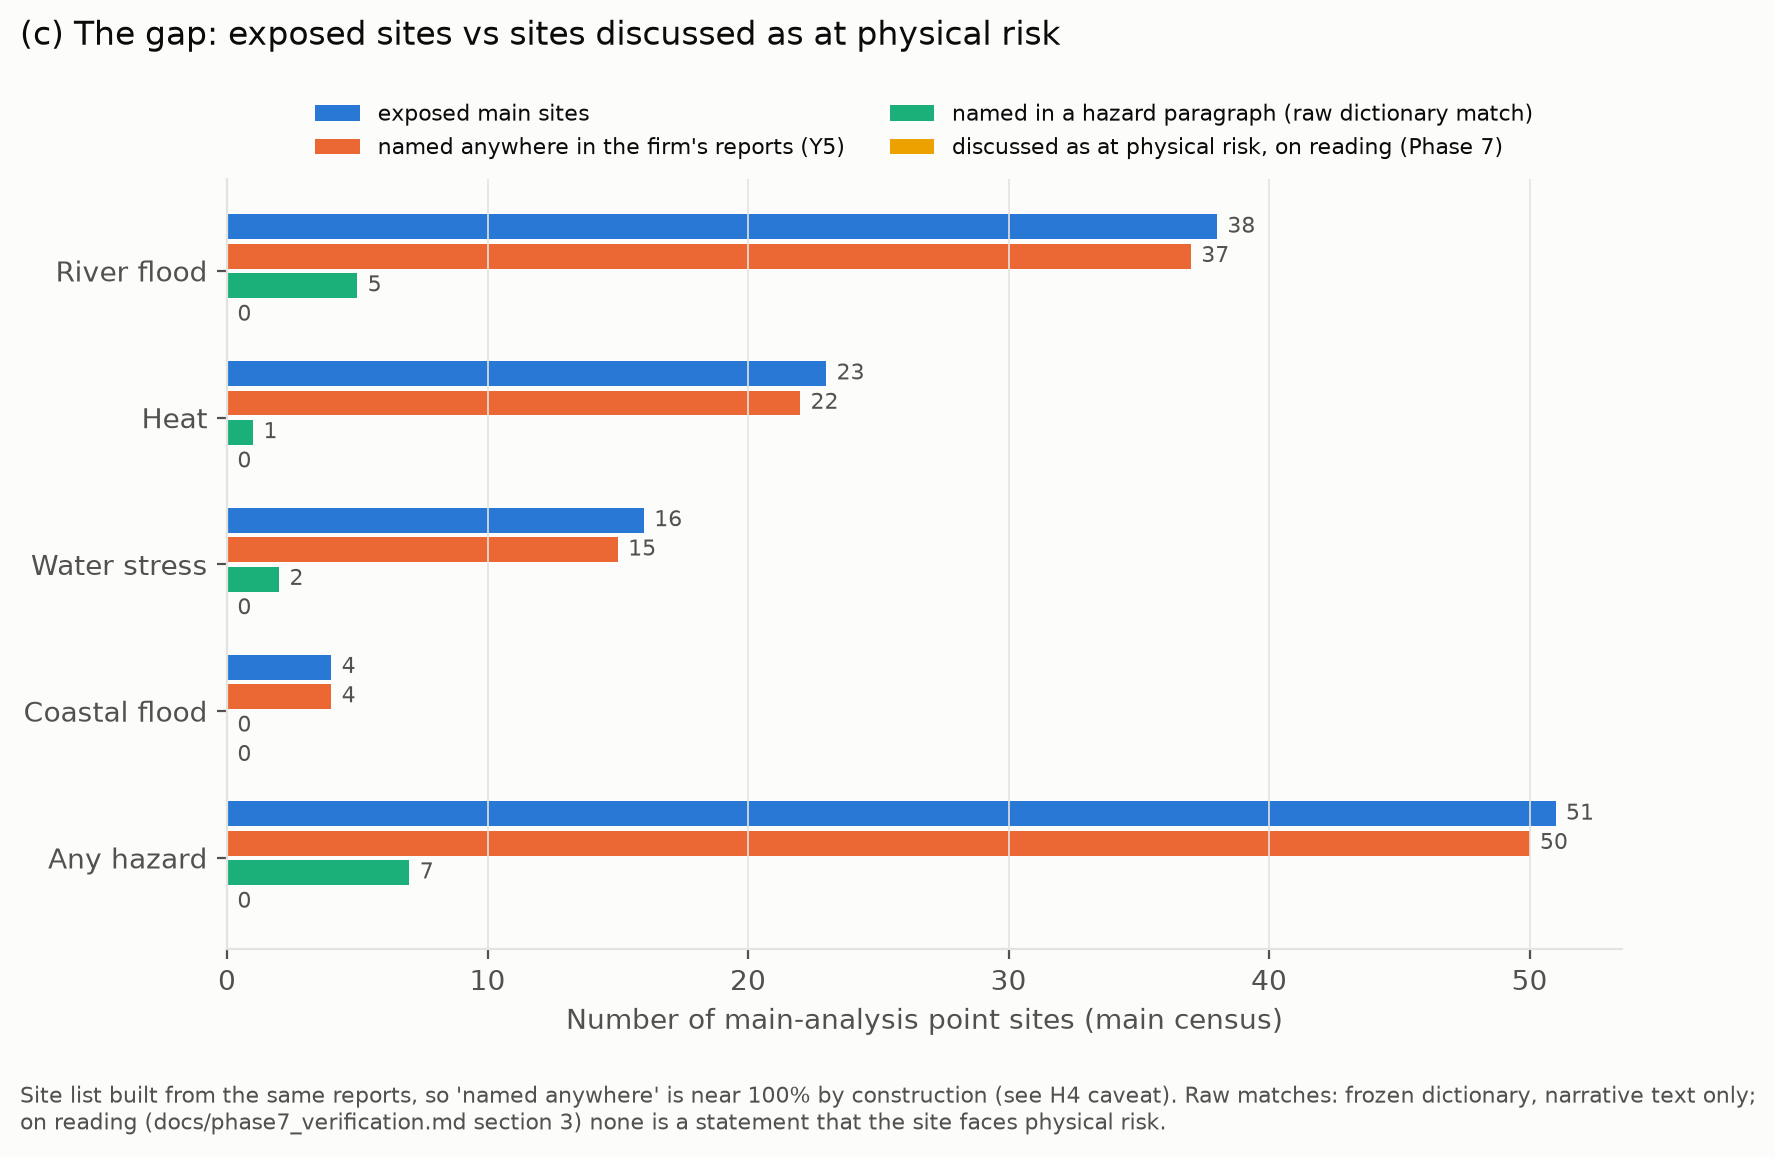 (c) The gap: exposed sites vs sites discussed as at physical risk
exposed main sites
named anywhere in the firm's reports (Y5)
named in a hazard paragraph (raw dictionary match)
discussed as at physical risk, on reading (Phase 7)
River flood
38
37
5
0
Heat
23
22
1
0
Water stress
16
15
2
0
Coastal flood
4
4
0
0
Any hazard
51
50
7
0
0 10 20 30 40 50
Number of main-analysis point sites (main census)
Site list built from the same reports, so 'named anywhere' is near 100% by construction (see H4 caveat). Raw matches: frozen dictionary, narrative text only;
on reading (docs/phase7_verification.md section 3) none is a statement that the site faces physical risk.